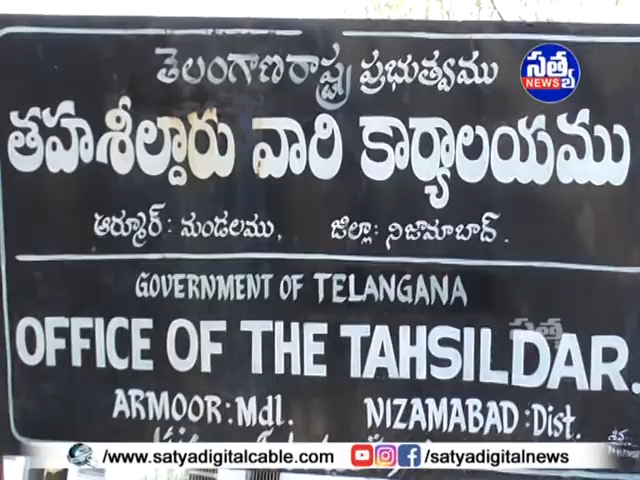 తెలంగాణ రాష్ట్ర ప్రభుత్వము
సత్య
NEWS
తహశీల్దారు వారి కార్యాలయము
ఆర్మూర్: మండలము, జిల్లా: నిజామాబాద్.
GOVERNMENT OF TELANGANA
OFFICE OF THE TAHSILDAR.
సత్య
ARMOOR: Mdl. NIZAMABAD: Dist.
/www.satyadigitalcable.com /satyadigitalnews